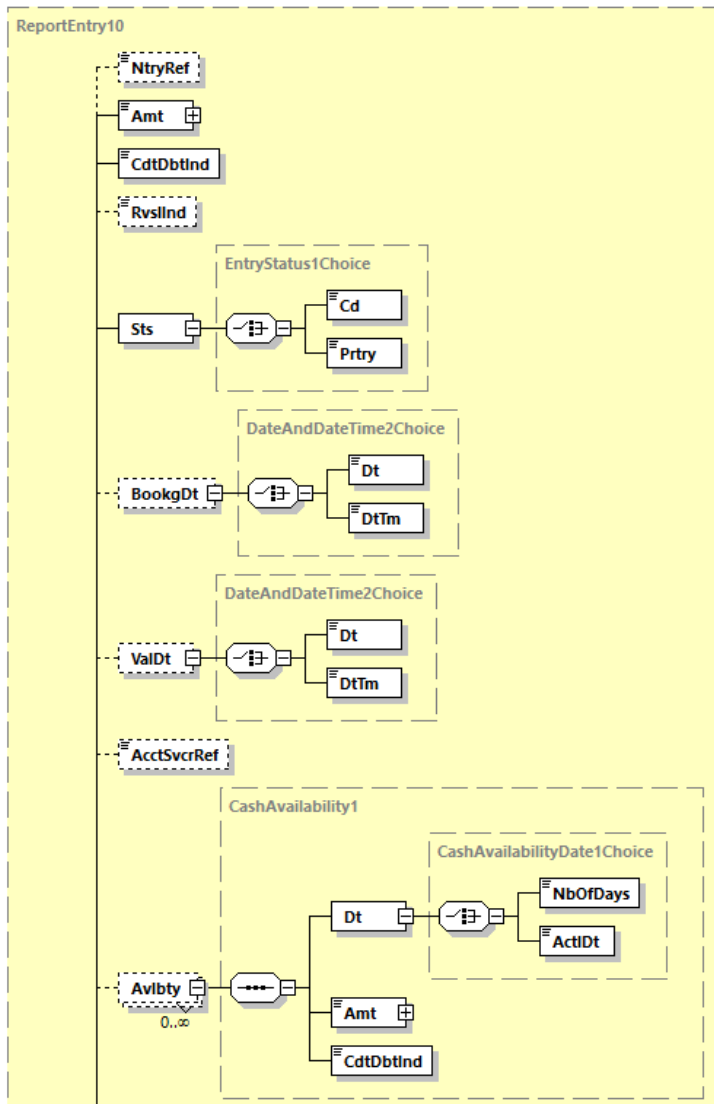 ReportEntry10
NtryRef
Amt
CdtDbtInd
RvslInd
EntryStatus1Choice
Cd
Sts
Prtry
DateAndDateTime2Choice
Dt
BookgDt
DtTm
DateAndDateTime2Choice
Dt
ValDt
DtTm
AcctSvcrRef
CashAvailability1
CashAvailabilityDate1Choice
NbOfDays
Dt
ActlDt
Avlbty
0..∞
Amt
CdtDbtInd